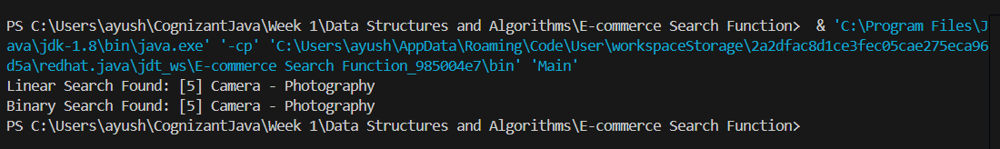 PS C:\Users\ayush\CognizantJava\Week 1\Data Structures and Algorithms\E-commerce Search Function>  & 'C:\Program Files\J
ava\jdk-1.8\bin\java.exe' '-cp' 'C:\Users\ayush\AppData\Roaming\Code\User\workspaceStorage\2a2dfac8d1ce3fec05cae275eca96
d5a\redhat.java\jdt_ws\E-commerce Search Function_985004e7\bin' 'Main'
Linear Search Found: [5] Camera - Photography
Binary Search Found: [5] Camera - Photography
PS C:\Users\ayush\CognizantJava\Week 1\Data Structures and Algorithms\E-commerce Search Function>